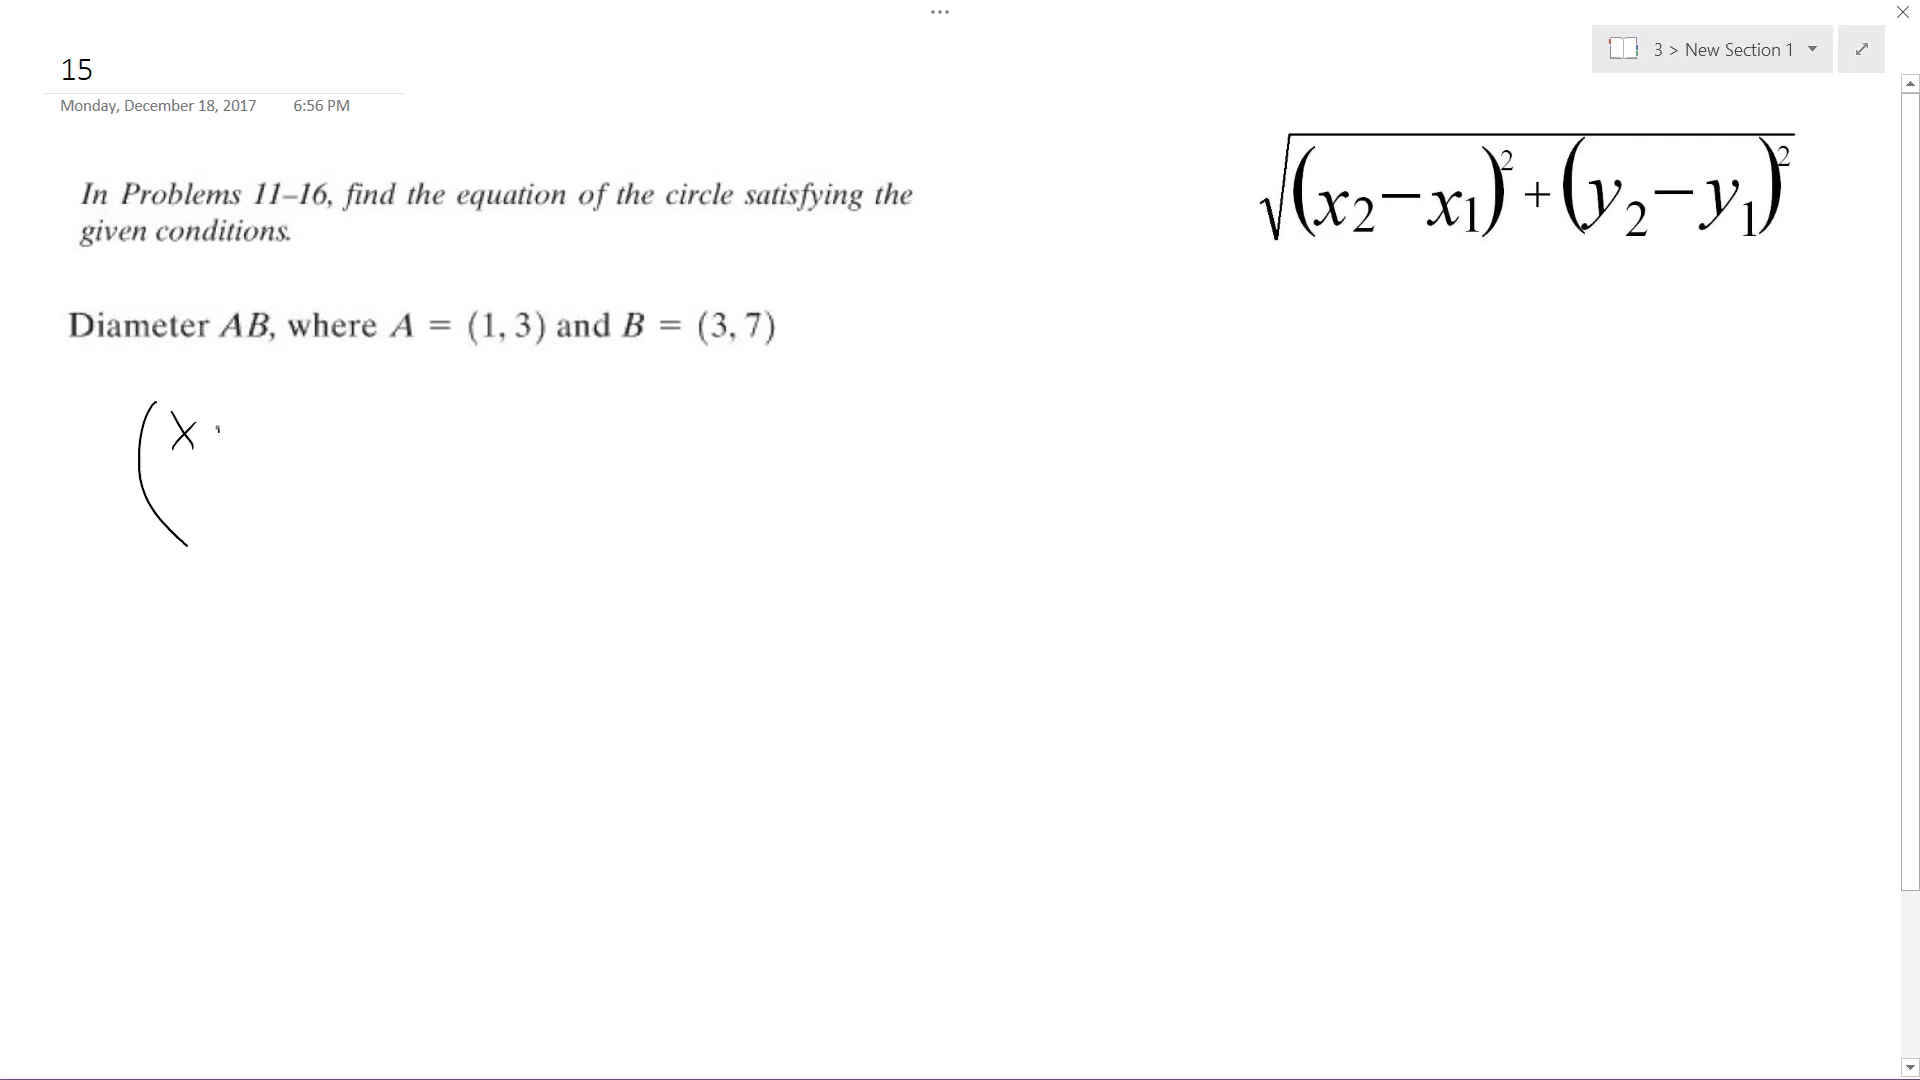 ...
3 > New Section 1
15
Monday, December 18, 2017 6:56 PM
√(x₂−x₁)²+(y₂−y₁)²
In Problems 11–16, find the equation of the circle satisfying the
given conditions.
Diameter AB, where A = (1, 3) and B = (3, 7)
(x